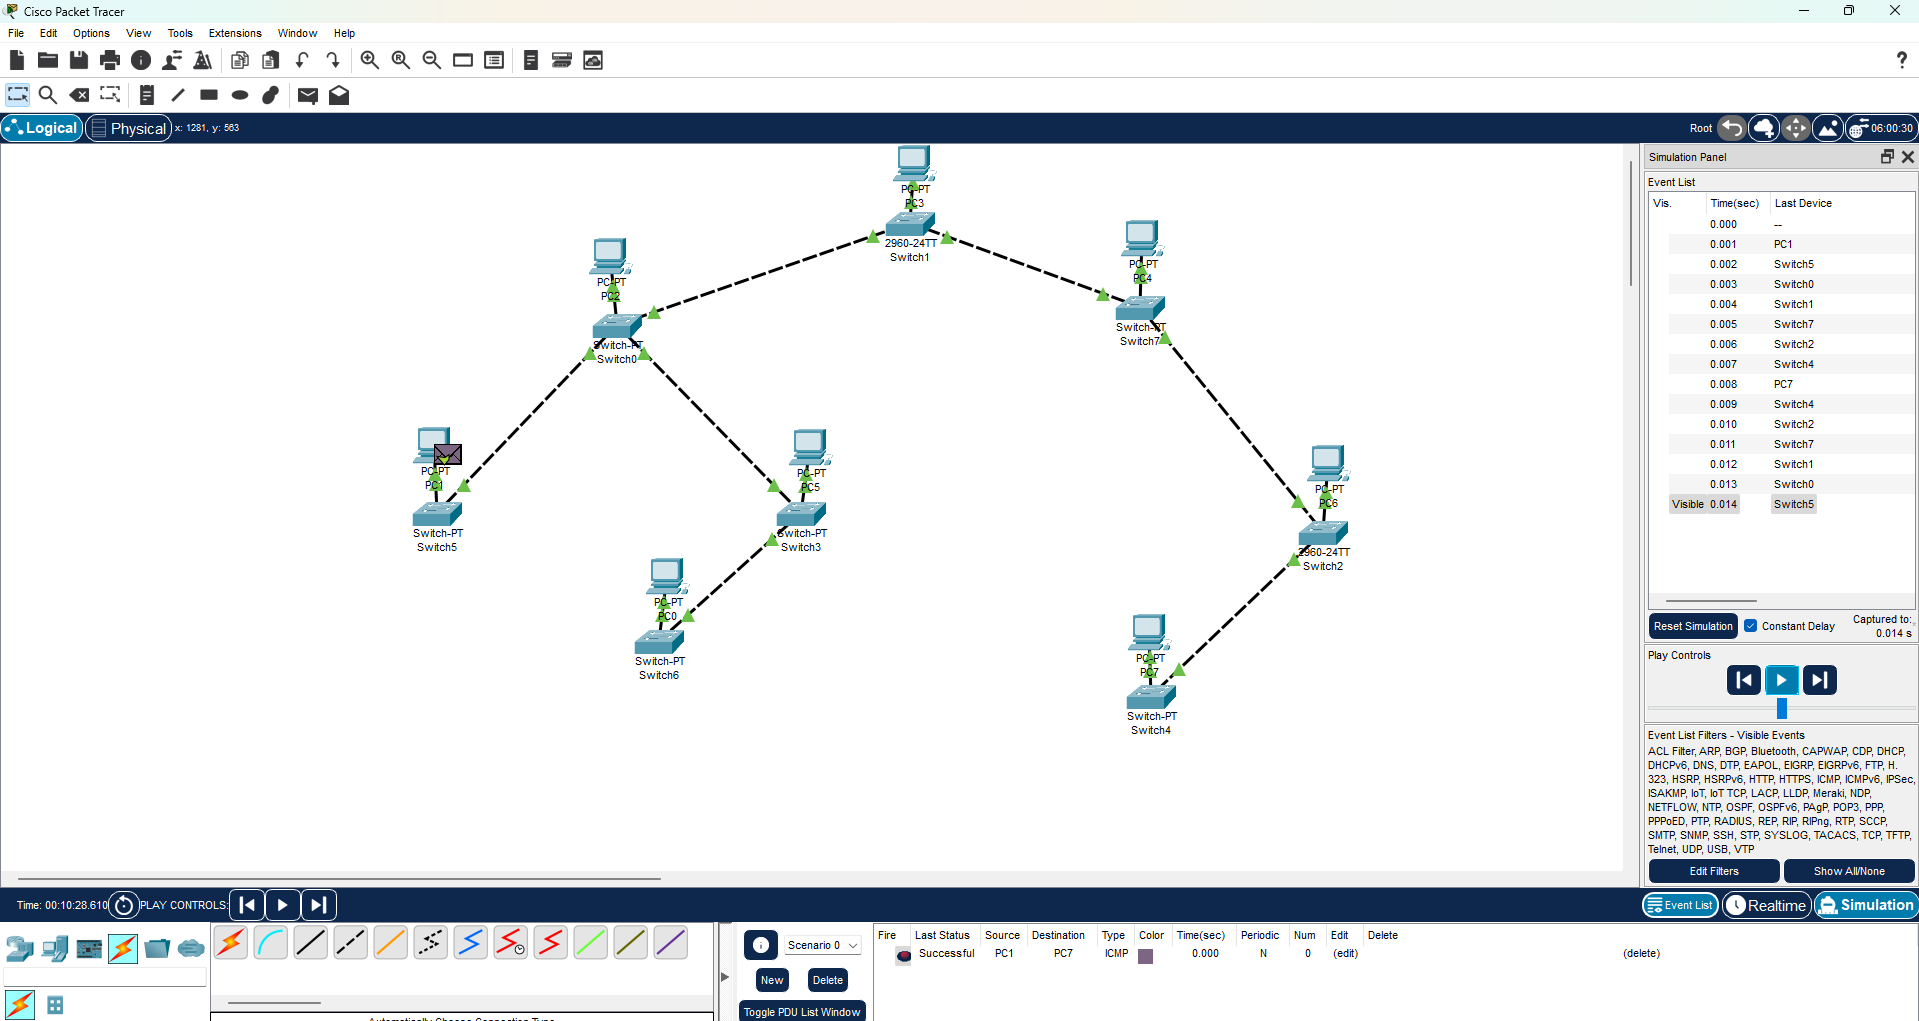 Cisco Packet Tracer
File Edit Options View Tools Extensions Window Help
Logical Physical x: 1281, y: 563 Root 06:00:30
PC-PT
PC3
2960-24TT
Switch1
PC-PT
PC2
Switch-PT
Switch0
PC-PT
PC4
Switch-PT
Switch7
PC-PT
PC1
Switch-PT
Switch5
PC-PT
PC5
Switch-PT
Switch3
PC-PT
PC6
2960-24TT
Switch2
PC-PT
PC0
Switch-PT
Switch6
PC-PT
PC7
Switch-PT
Switch4
Simulation Panel
Event List
Vis. Time(sec) Last Device
0.000 --
0.001 PC1
0.002 Switch5
0.003 Switch0
0.004 Switch1
0.005 Switch7
0.006 Switch2
0.007 Switch4
0.008 PC7
0.009 Switch4
0.010 Switch2
0.011 Switch7
0.012 Switch1
0.013 Switch0
Visible 0.014 Switch5
Reset Simulation Constant Delay Captured to:
0.014 s
Play Controls
Event List Filters - Visible Events
ACL Filter, ARP, BGP, Bluetooth, CAPWAP, CDP, DHCP,
DHCPv6, DNS, DTP, EAPOL, EIGRP, EIGRPv6, FTP, H.
323, HSRP, HSRPv6, HTTP, HTTPS, ICMP, ICMPv6, IPSec,
ISAKMP, IoT, IoT TCP, LACP, LLDP, Meraki, NDP,
NETFLOW, NTP, OSPF, OSPFv6, PAgP, POP3, PPP,
PPPoED, PTP, RADIUS, REP, RIP, RIPng, RTP, SCCP,
SMTP, SNMP, SSH, STP, SYSLOG, TACACS, TCP, TFTP,
Telnet, UDP, USB, VTP
Edit Filters Show All/None
Time: 00:10:28.610 PLAY CONTROLS: Event List Realtime Simulation
Scenario 0
New Delete
Toggle PDU List Window
Fire Last Status Source Destination Type Color Time(sec) Periodic Num Edit Delete
Successful PC1 PC7 ICMP 0.000 N 0 (edit) (delete)
Automatically Choose Connection Type